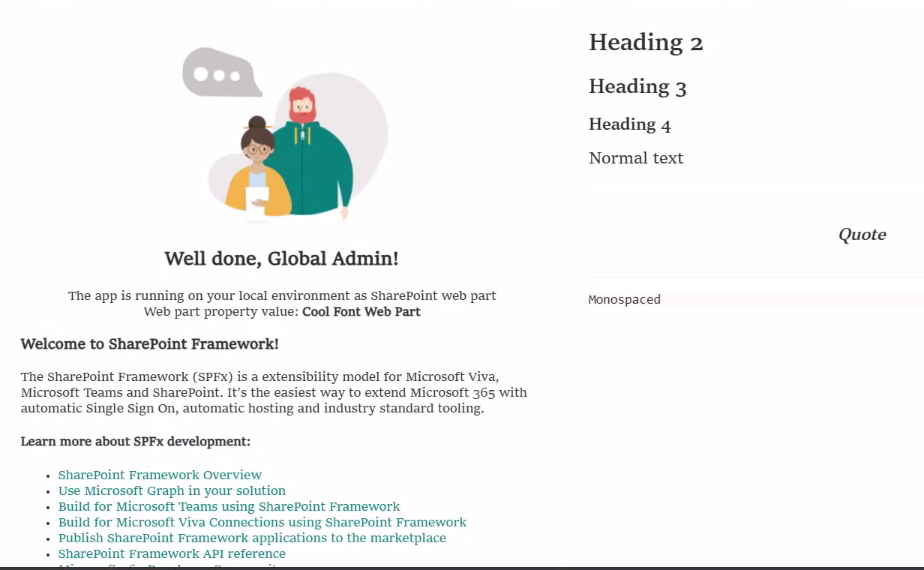 Well done, Global Admin!
The app is running on your local environment as SharePoint web part
Web part property value: Cool Font Web Part
Welcome to SharePoint Framework!
The SharePoint Framework (SPFx) is a extensibility model for Microsoft Viva,
Microsoft Teams and SharePoint. It's the easiest way to extend Microsoft 365 with
automatic Single Sign On, automatic hosting and industry standard tooling.
Learn more about SPFx development:
SharePoint Framework Overview
Use Microsoft Graph in your solution
Build for Microsoft Teams using SharePoint Framework
Build for Microsoft Viva Connections using SharePoint Framework
Publish SharePoint Framework applications to the marketplace
SharePoint Framework API reference
Heading 2
Heading 3
Heading 4
Normal text
Quote
Monospaced